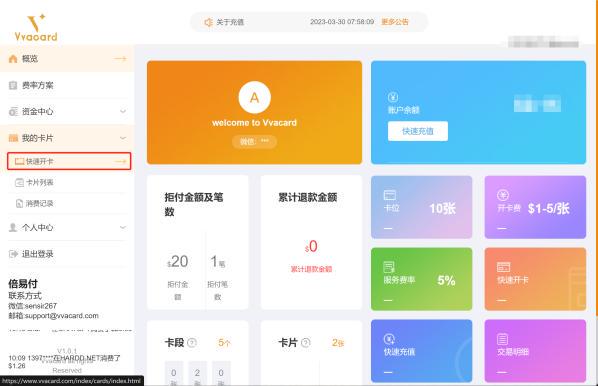 Vvacard
关于充值
2023-03-30 07:58:09
更多公告
概览
费率方案
资金中心
我的卡片
快速开卡
卡片列表
消费记录
个人中心
退出登录
倍易付
联系方式
微信:sensir267
邮箱:support@vvacard.com
V1.0.1
10:09 1397****在HARDD.NET消费了
$1.26
Vvacard all rights
Reserved
https://www.vvacard.com/index/cards/index.html
A
welcome to Vvacard
微信: ***
账户余额
快速充值
拒付金额及笔
数
$20
1笔
拒付金
额
拒付笔
数
累计退款金额
$0
累计退款金额
卡位
10张
开卡费
$1-5/张
服务费率
5%
快速开卡
卡段
5个
0
2
0
张
张
卡片
2张
快速充值
交易明细